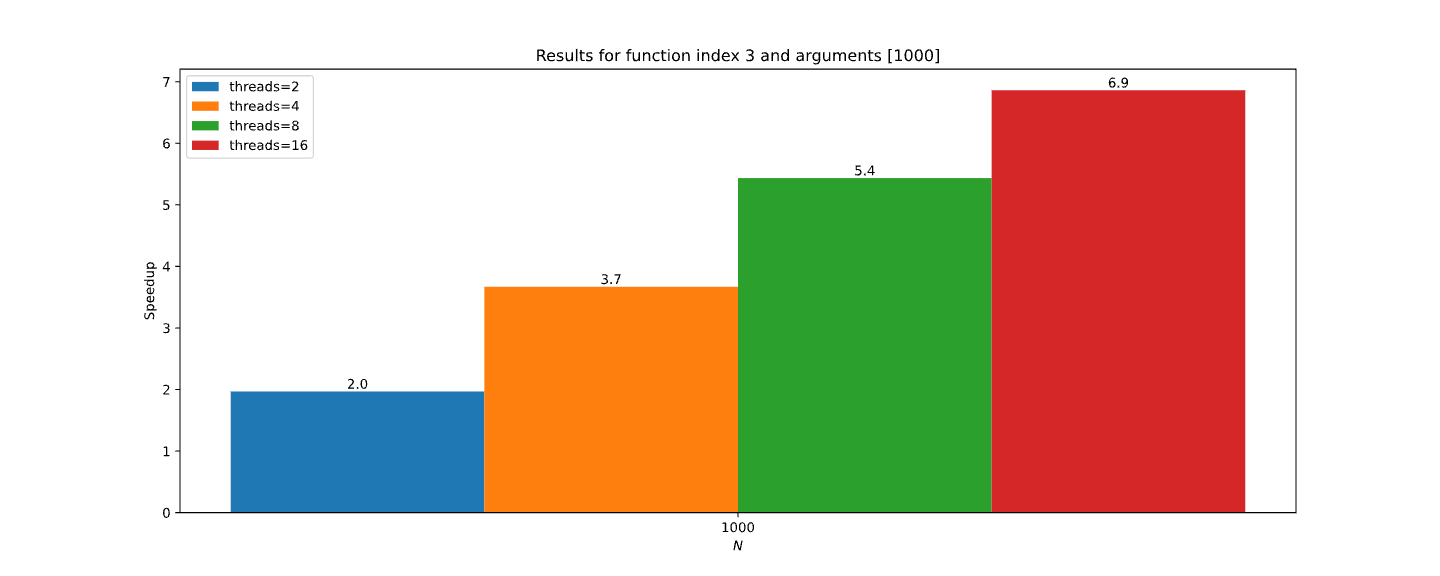 Results for function index 3 and arguments [1000]
threads=2
threads=4
threads=8
threads=16
Speedup
7
6
5
4
3
2
1
0
2.0
3.7
5.4
6.9
1000
N